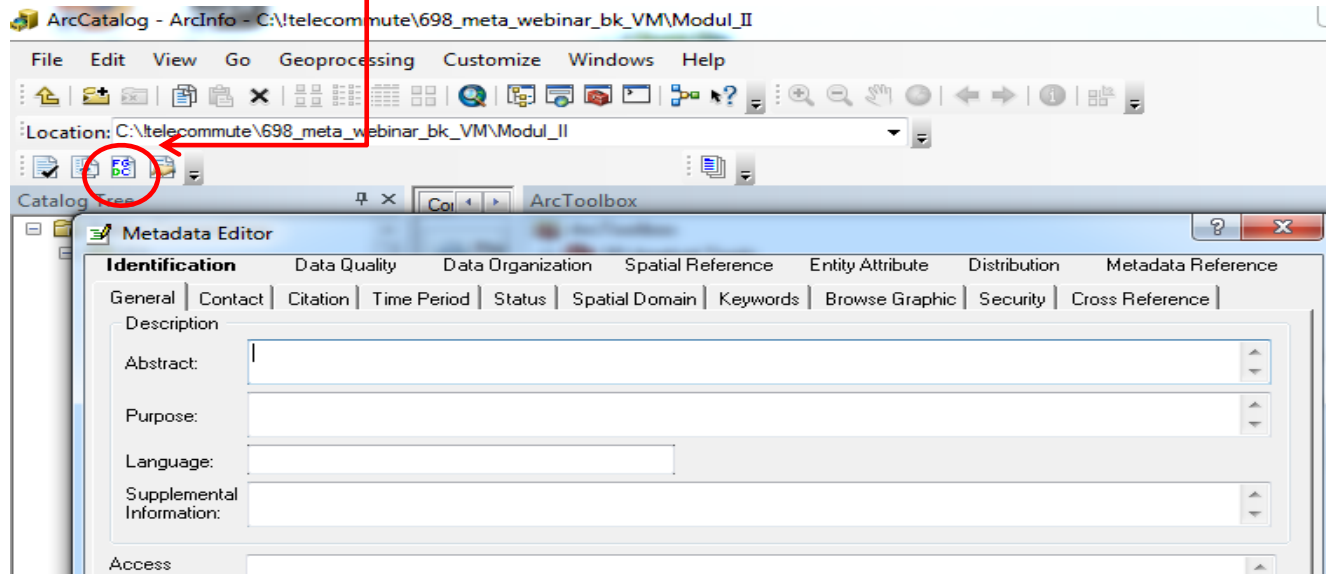 ArcCatalog - ArcInfo - C:\!telecommute\698_meta_webinar_bk_VM\Modul_II
File Edit View Go Geoprocessing Customize Windows Help
Location: C:\!telecommute\698_meta_webinar_bk_VM\Modul_II
Catalog Tree ArcToolbox
Metadata Editor
Identification Data Quality Data Organization Spatial Reference Entity Attribute Distribution Metadata Reference
General Contact Citation Time Period Status Spatial Domain Keywords Browse Graphic Security Cross Reference
Description
Abstract:
Purpose:
Language:
Supplemental
Information:
Access